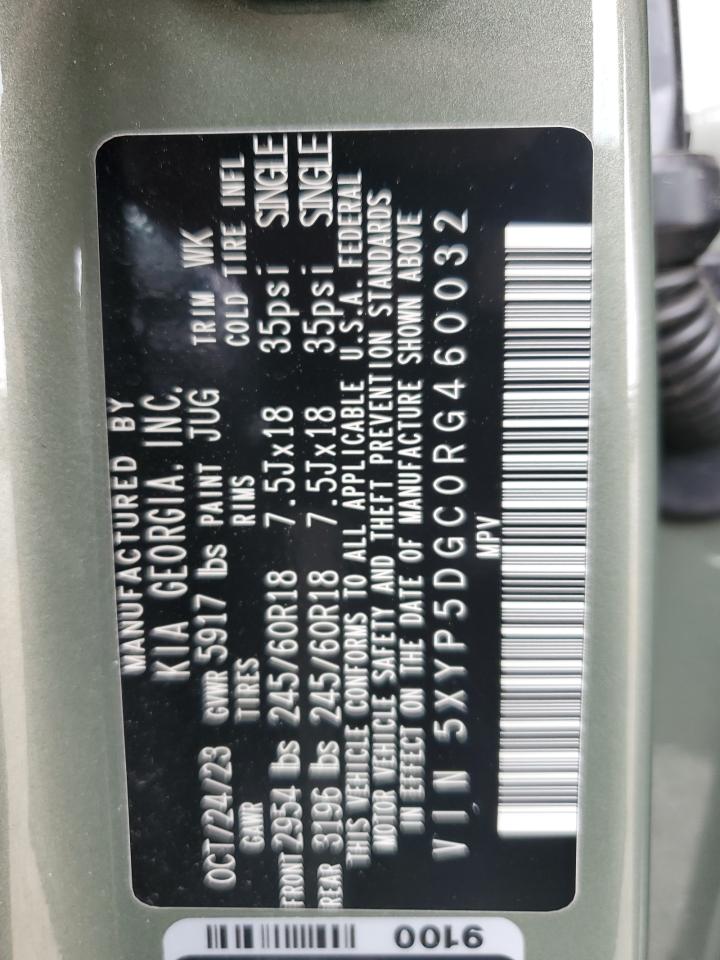 MANUFACTURED BY
KIA GEORGIA. INC.
OCT/24/23 GVWR 5917 lbs PAINT JUG TRIM WK
GAWR TIRES RIMS COLD TIRE INFL
FRONT 2954 lbs 245/60R18 7.5Jx18 35psi SINGLE
REAR 3196 lbs 245/60R18 7.5Jx18 35psi SINGLE
THIS VEHICLE CONFORMS TO ALL APPLICABLE U.S.A. FEDERAL
MOTOR VEHICLE SAFETY AND THEFT PREVENTION STANDARDS
IN EFFECT ON THE DATE OF MANUFACTURE SHOWN ABOVE
VIN 5XYP5DGC0RG460032
MPV
9100